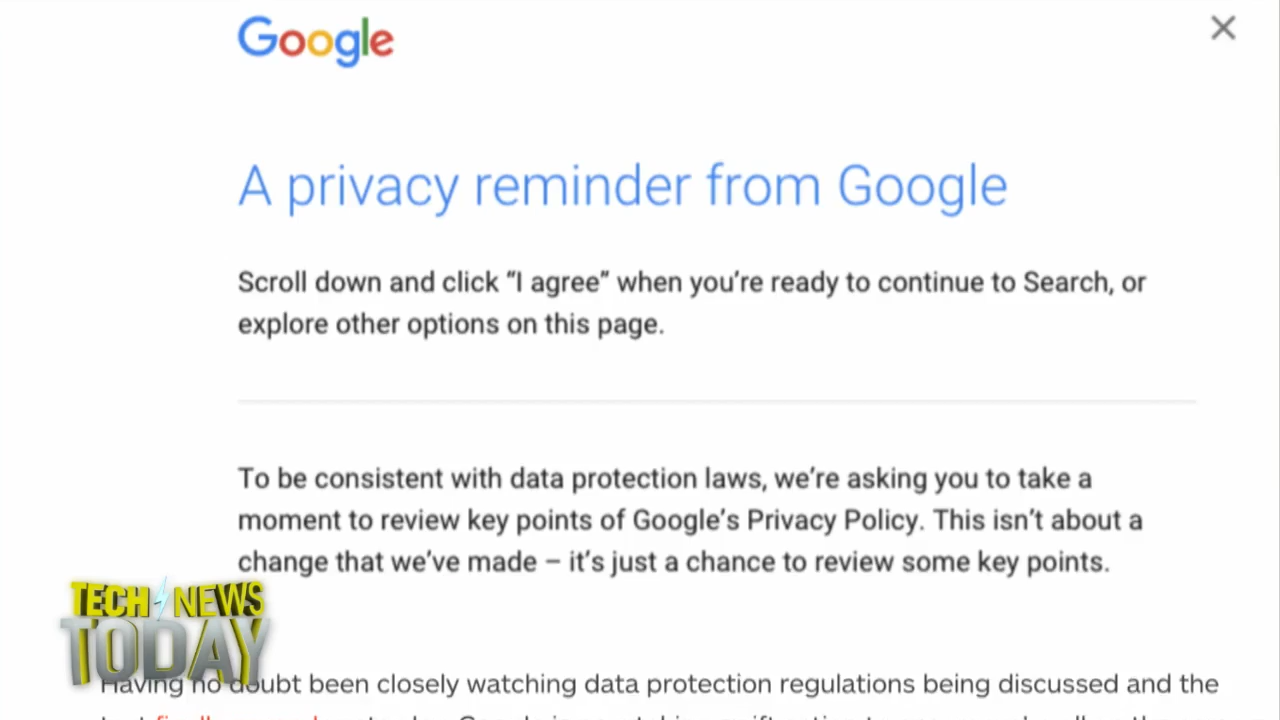 Google
A privacy reminder from Google
Scroll down and click “I agree” when you’re ready to continue to Search, or
explore other options on this page.
To be consistent with data protection laws, we’re asking you to take a
moment to review key points of Google’s Privacy Policy. This isn’t about a
change that we’ve made – it’s just a chance to review some key points.
TECH NEWS
TODAY
Having no doubt been closely watching data protection regulations being discussed and the